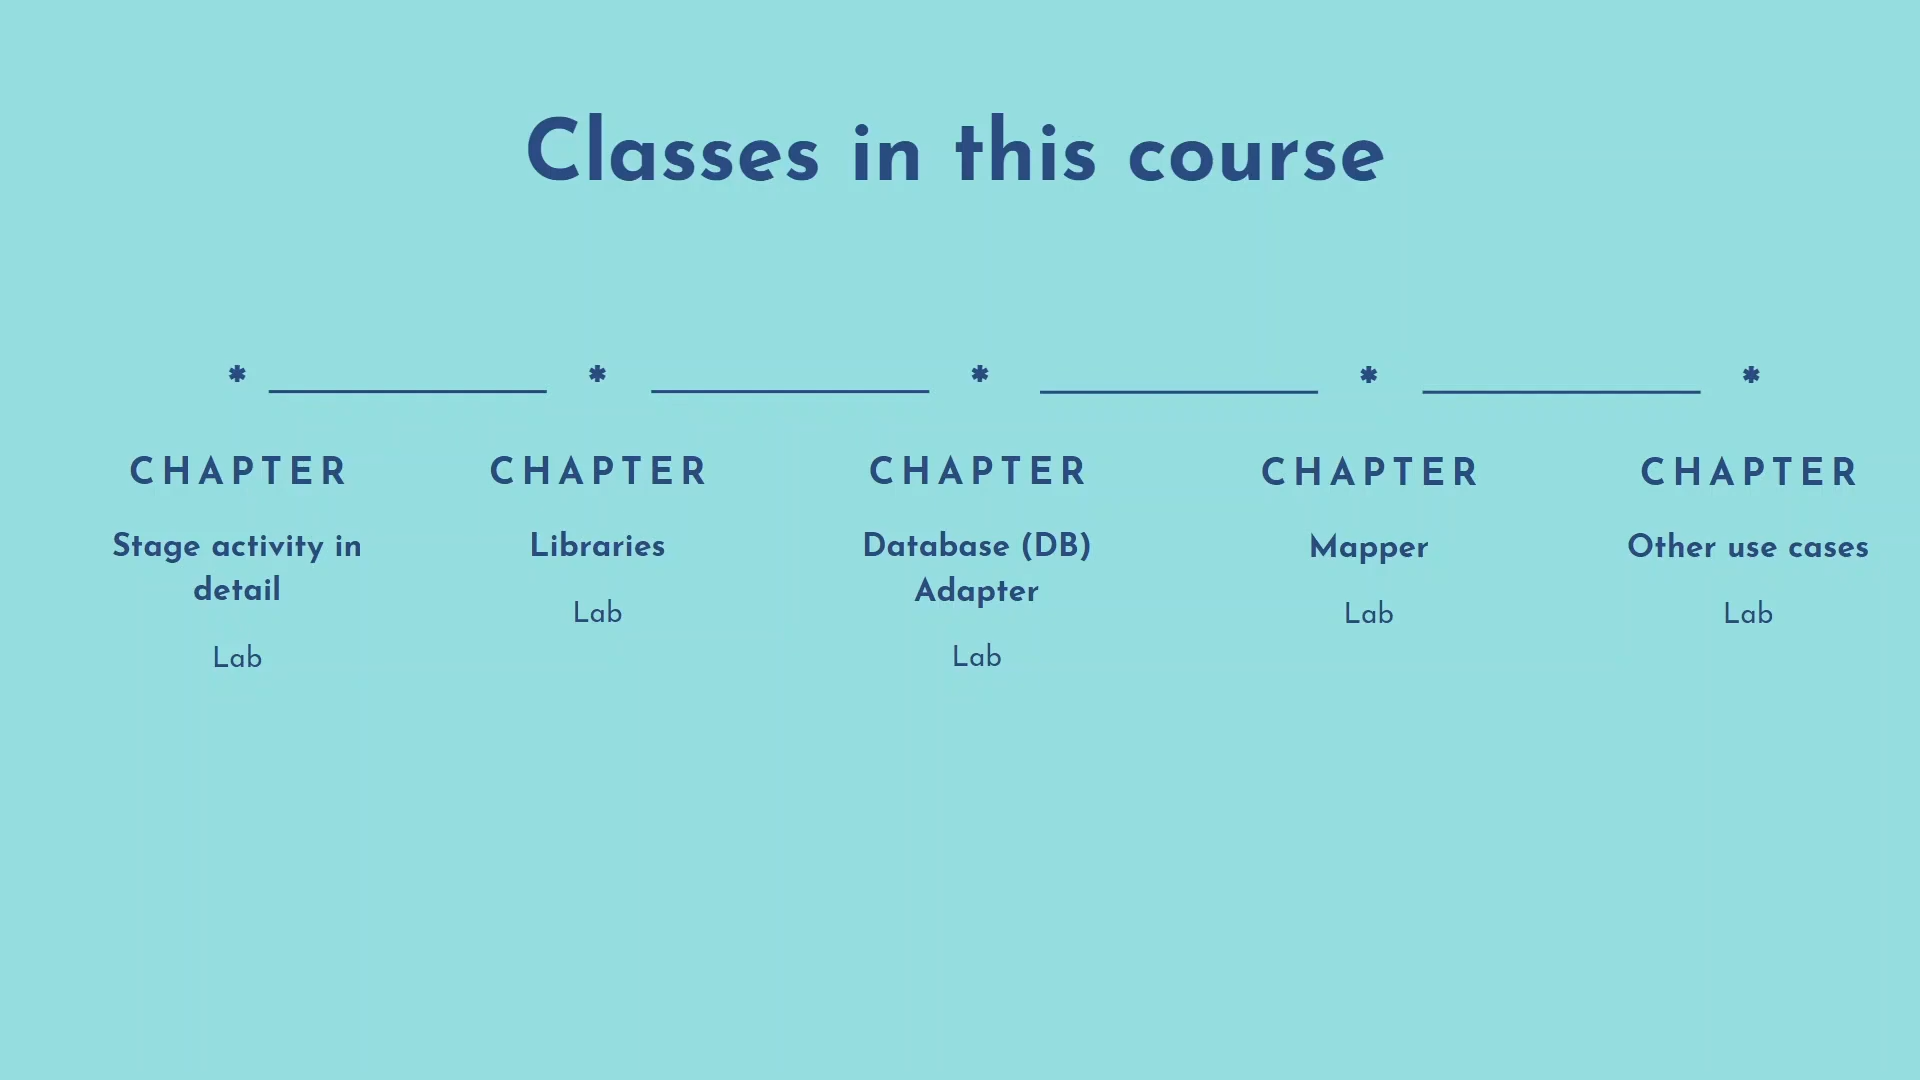 Classes in this course
* * * * *
CHAPTER
Stage activity in
detail
Lab
CHAPTER
Libraries
Lab
CHAPTER
Database (DB)
Adapter
Lab
CHAPTER
Mapper
Lab
CHAPTER
Other use cases
Lab